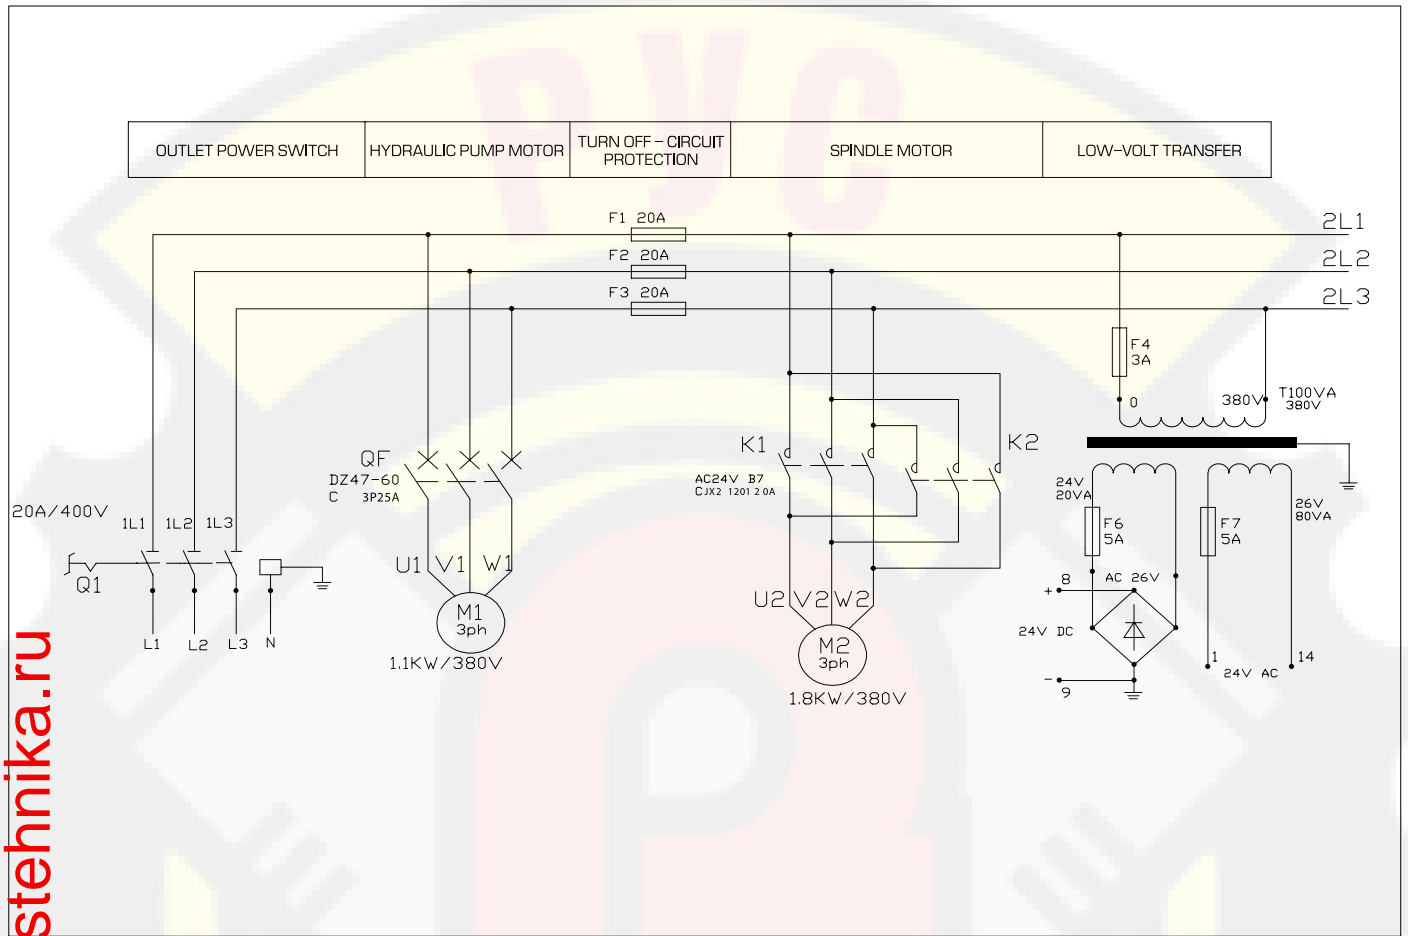 РУС
OUTLET POWER SWITCH
HYDRAULIC PUMP MOTOR
TURN OFF – CIRCUIT
PROTECTION
SPINDLE MOTOR
LOW–VOLT TRANSFER
F1 20A
2L1
F2 20A
2L2
F3 20A
2L3
F4
3A
0
380V
T100VA
380V
QF
DZ47-60
C 3P25A
K1
AC24V B7
CJX2 1201 20A
K2
24V
20VA
26V
80VA
20A/400V
1L1
1L2
1L3
F6
5A
F7
5A
Q1
U1
V1
W1
8
AC 26V
+
M1
3ph
U2
V2
W2
24V DC
L1
L2
L3
N
1.1KW/380V
M2
3ph
1
14
24V AC
-
9
1.8KW/380V
stehnika.ru